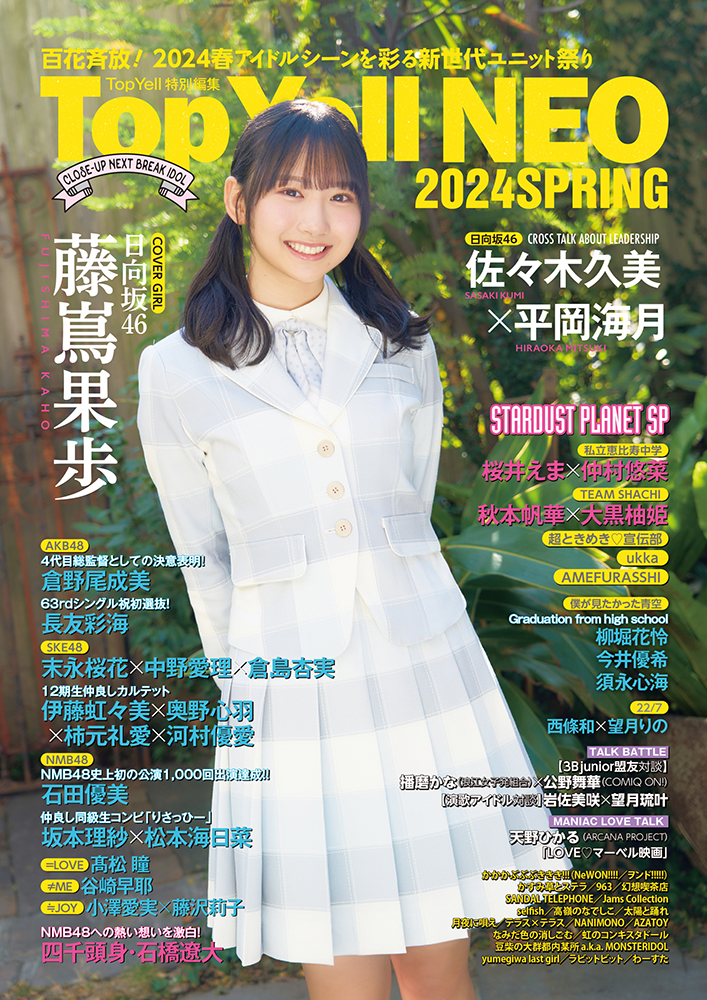 百花斉放! 2024春アイドルシーンを彩る新世代ユニット祭り
TopYell 特別編集
Top Yell NEO
2024SPRING
CLOSE-UP NEXT BREAK IDOL
COVER GIRL
日向坂46
藤嶌果歩
FUJISHIMA KAHO
日向坂46 CROSS TALK ABOUT LEADERSHIP
佐々木久美
SASAKI KUMI
×平岡海月
HIRAOKA MITSUKI
STARDUST PLANET SP
私立恵比寿中学
桜井えま×仲村悠菜
TEAM SHACHI
秋本帆華×大黒柚姫
超ときめき♡宣伝部
ukka
AMEFURASSHI
僕が見たかった青空
Graduation from high school
柳堀花怜
今井優希
須永心海
22/7
西條和×望月りの
TALK BATTLE
【3B junior盟友対談】
播磨かな(浪江女子発組合)×公野舞華(COMIQ ON!)
【演歌アイドル対談】岩佐美咲×望月琉叶
MANIAC LOVE TALK
天野ひかる(ARCANA PROJECT)
「LOVE♡マーベル映画」
かかかぶぶぶききき!!!(NeWON!!!!/ヲンド!!!!!)
かすみ草とステラ/963/幻想喫茶店
SANDAL TELEPHONE/Jams Collection
selfish/高嶺のなでしこ/太陽と踊れ
月夜に唄え/テラス×テラス/NANIMONO/AZATOY
なみだ色の消しごむ/虹のコンキスタドール
豆柴の大群都内某所 a.k.a. MONSTERIDOL
yumegiwa last girl/ラビットビット/わーすた
AKB48
4代目総監督としての決意表明!
倉野尾成美
63rdシングル祝初選抜!
長友彩海
SKE48
末永桜花×中野愛理×倉島杏実
12期生仲良しカルテット
伊藤虹々美×奥野心羽
×柿元礼愛×河村優愛
NMB48
NMB48史上初の公演1,000回出演達成!!
石田優美
仲良し同級生コンビ「りさっひー」
坂本理紗×松本海日菜
=LOVE 髙松 瞳
≠ME 谷崎早耶
≒JOY 小澤愛実×藤沢莉子
NMB48への熱い想いを激白!
四千頭身・石橋遼大